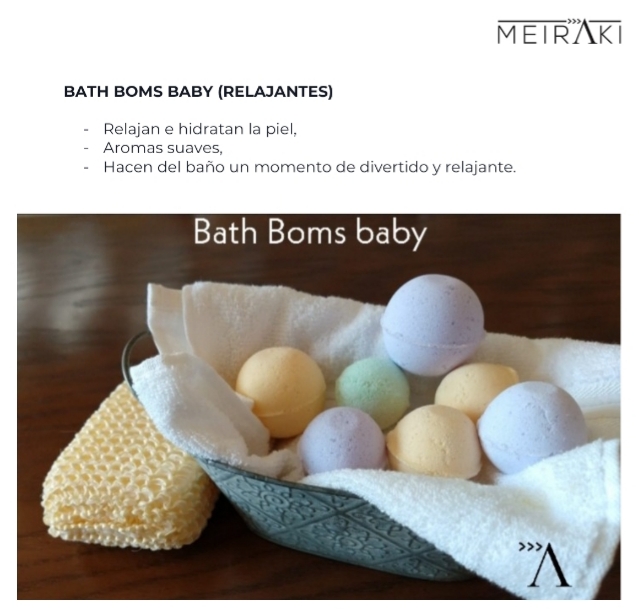 MEIRAKI
BATH BOMS BABY (RELAJANTES)
- Relajan e hidratan la piel,
- Aromas suaves,
- Hacen del baño un momento de divertido y relajante.
Bath Boms baby